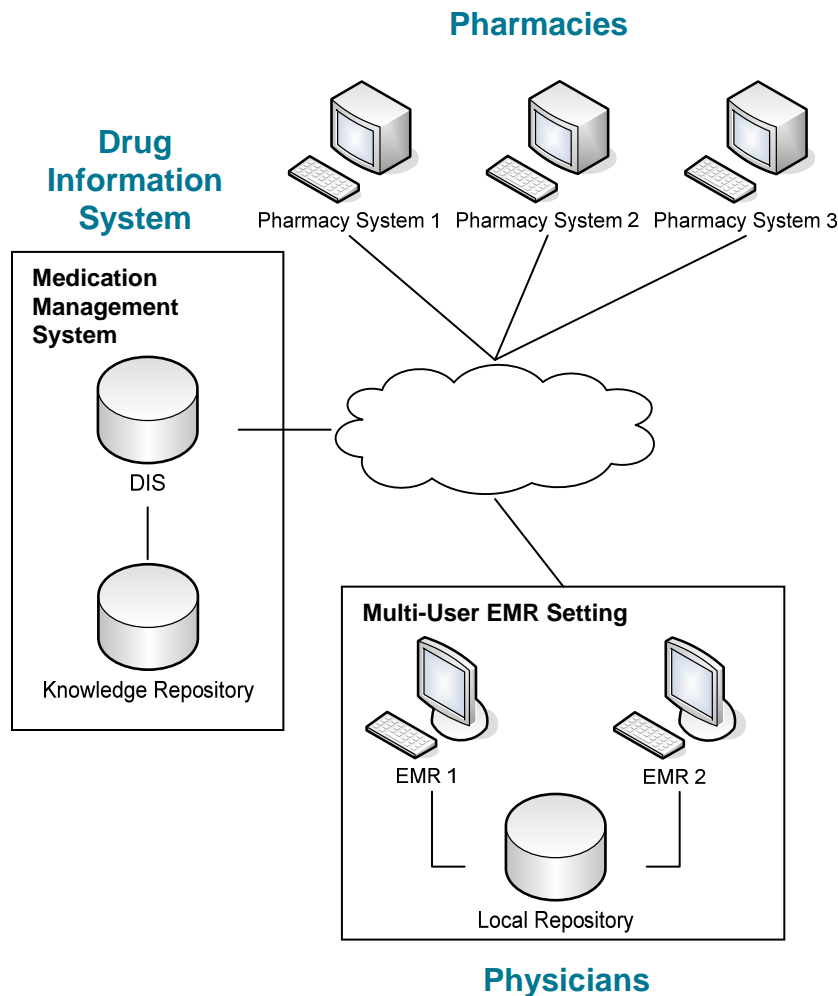 Pharmacies
Drug
Information
System
Pharmacy System 1
Pharmacy System 2
Pharmacy System 3
Medication
Management
System
DIS
Knowledge Repository
Multi-User EMR Setting
EMR 1
EMR 2
Local Repository
Physicians